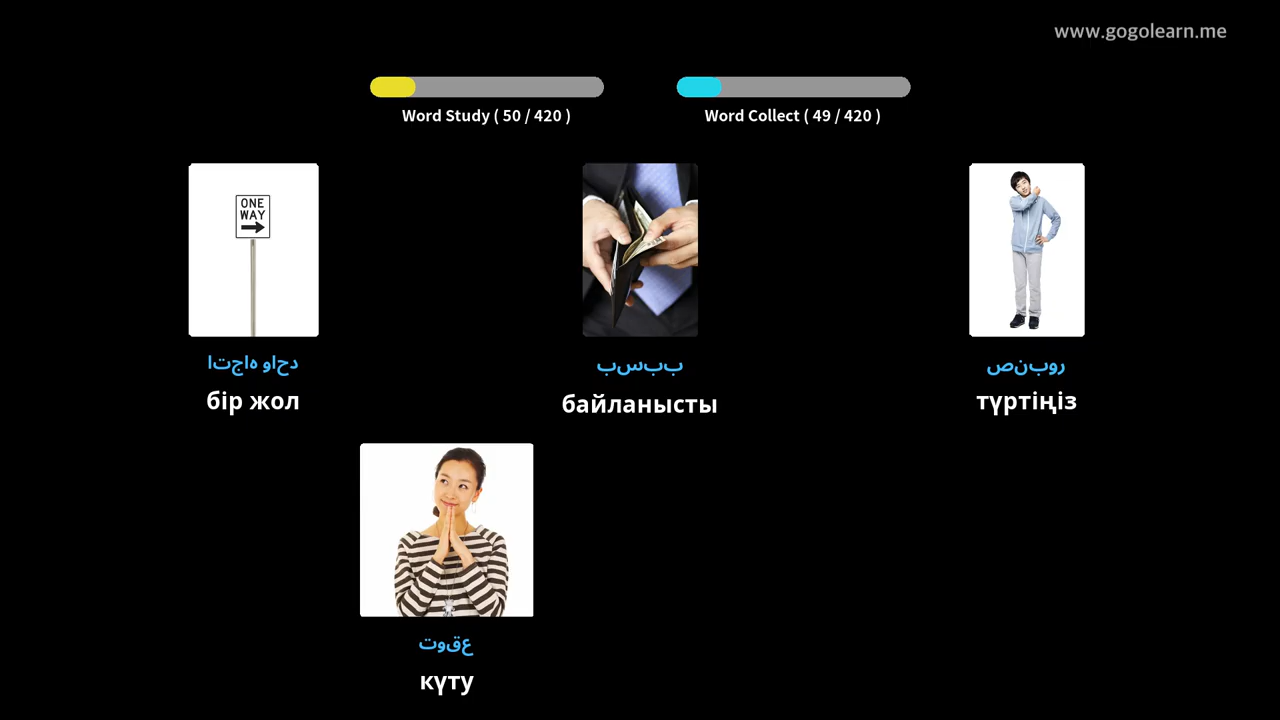 www.gogolearn.me
Word Study ( 50 / 420 )
Word Collect ( 49 / 420 )
ONE
WAY
اتجاه واحد
бір жол
بسبب
байланысты
صنبور
түртіңіз
توقع
күту